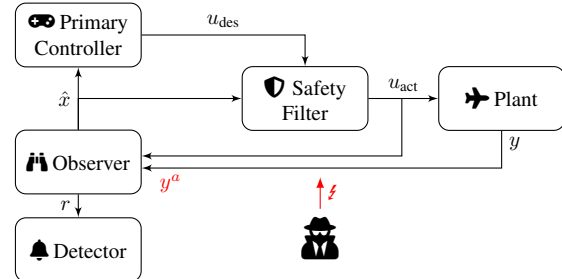 Primary
Controller
u_des
Safety
Filter
u_act
Plant
x̂
y
Observer
y^a
r
Detector